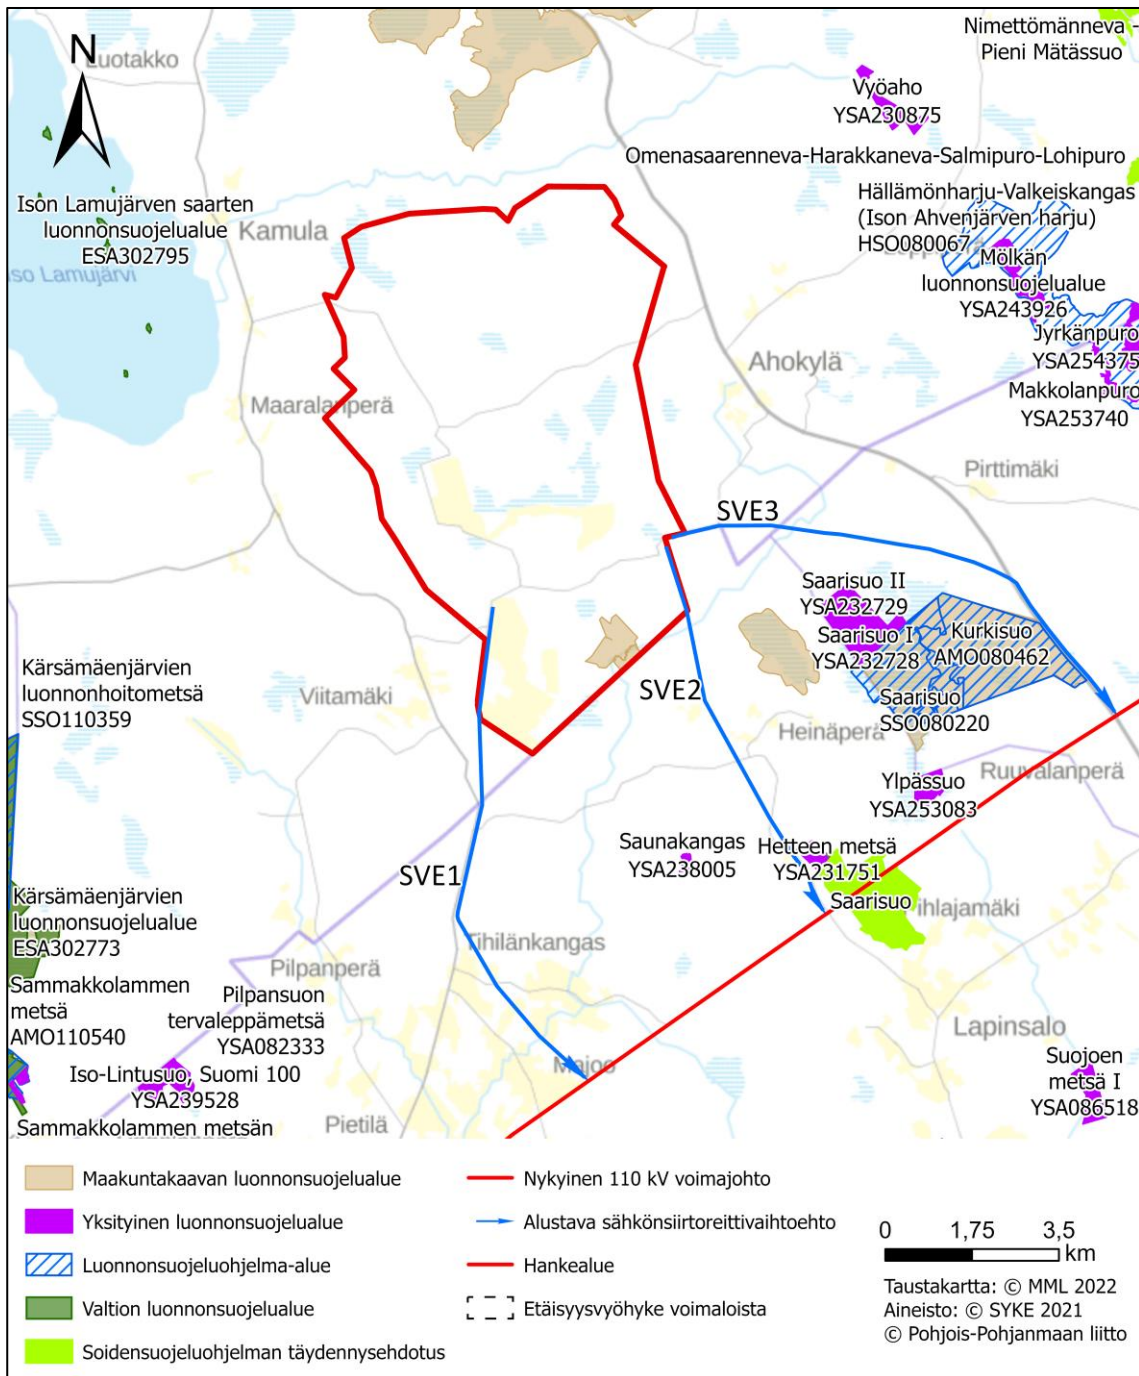 Nimettömänneva -
Pieni Mätässuo
N
Luotakko
Vyöaho
YSA230875
Omenasaarenneva-Harakkaneva-Salmipuro-Lohipuro
Ison Lamujärven saarten
luonnonsuojelualue
ESA302795
Kamula
Iso Lamujärvi
Hällämönharju-Valkeiskangas
(Ison Ahvenjärven harju)
HSO080067
Mölkän
luonnonsuojelualue
YSA243926
Jyrkänpuro
YSA254375
Makkolanpuro
YSA253740
Ahokylä
Maaralanperä
Pirttimäki
SVE3
Saarisuo II
YSA232729
Saarisuo I
YSA232728
Kurkisuo
AMO080462
Saarisuo
SSO080220
Kärsämäenjärvien
luonnonhoitometsä
SSO110359
Viitamäki
SVE2
Heinäperä
Ruuvalanperä
Ylpässuo
YSA253083
Saunakangas
YSA238005
Hetteen metsä
YSA231751
Saarisuo
ihlajamäki
SVE1
Kärsämäenjärvien
luonnonsuojelualue
ESA302773
Tihilänkangas
Pilpanperä
Sammakkolammen
metsä
AMO110540
Pilpansuon
tervaleppämetsä
YSA082333
Lapinsalo
Majoo
Iso-Lintusuo, Suomi 100
YSA239528
Suojoen
metsä I
YSA086518
Sammakkolammen metsän
Pietilä
Maakuntakaavan luonnonsuojelualue
Yksityinen luonnonsuojelualue
Luonnonsuojeluohjelma-alue
Valtion luonnonsuojelualue
Soidensuojeluohjelman täydennysehdotus
Nykyinen 110 kV voimajohto
Alustava sähkönsiirtoreittivaihtoehto
Hankealue
Etäisyysvyöhyke voimaloista
0 1,75 3,5
km
Taustakartta: © MML 2022
Aineisto: © SYKE 2021
© Pohjois-Pohjanmaan liitto